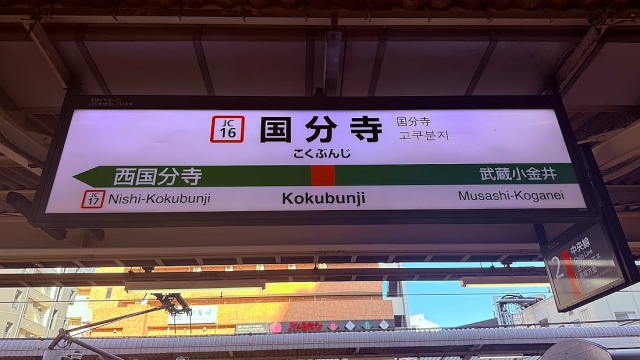 JC
16
国分寺
国分寺
고쿠분지
こくぶんじ
西国分寺
武蔵小金井
JC
17
Nishi-Kokubunji
Kokubunji
Musashi-Koganei
2
中央線